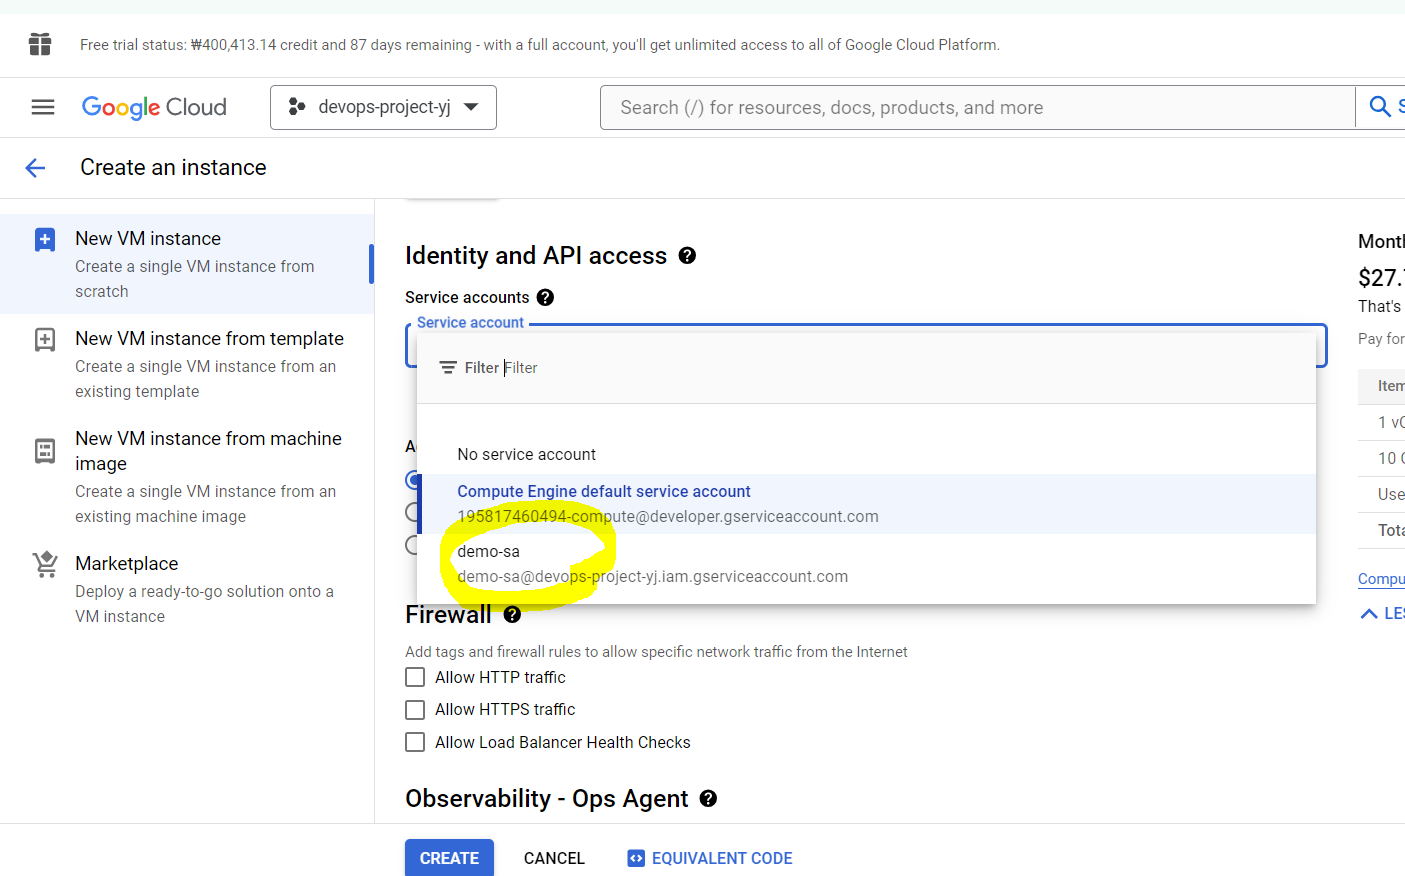 Free trial status: ₩400,413.14 credit and 87 days remaining - with a full account, you'll get unlimited access to all of Google Cloud Platform.
Google Cloud
devops-project-yj
Search (/) for resources, docs, products, and more
S
Create an instance
New VM instance
Create a single VM instance from
scratch
New VM instance from template
Create a single VM instance from an
existing template
New VM instance from machine
image
Create a single VM instance from an
existing machine image
Marketplace
Deploy a ready-to-go solution onto a
VM instance
Identity and API access
Service accounts
Service account
Filter Filter
No service account
Compute Engine default service account
195817460494-compute@developer.gserviceaccount.com
demo-sa
demo-sa@devops-project-yj.iam.gserviceaccount.com
Firewall
Add tags and firewall rules to allow specific network traffic from the Internet
Allow HTTP traffic
Allow HTTPS traffic
Allow Load Balancer Health Checks
Observability - Ops Agent
CREATE
CANCEL
EQUIVALENT CODE
Mont
$27.
That's
Pay for
Item
1 vC
10
Use
Tota
Compu
LES